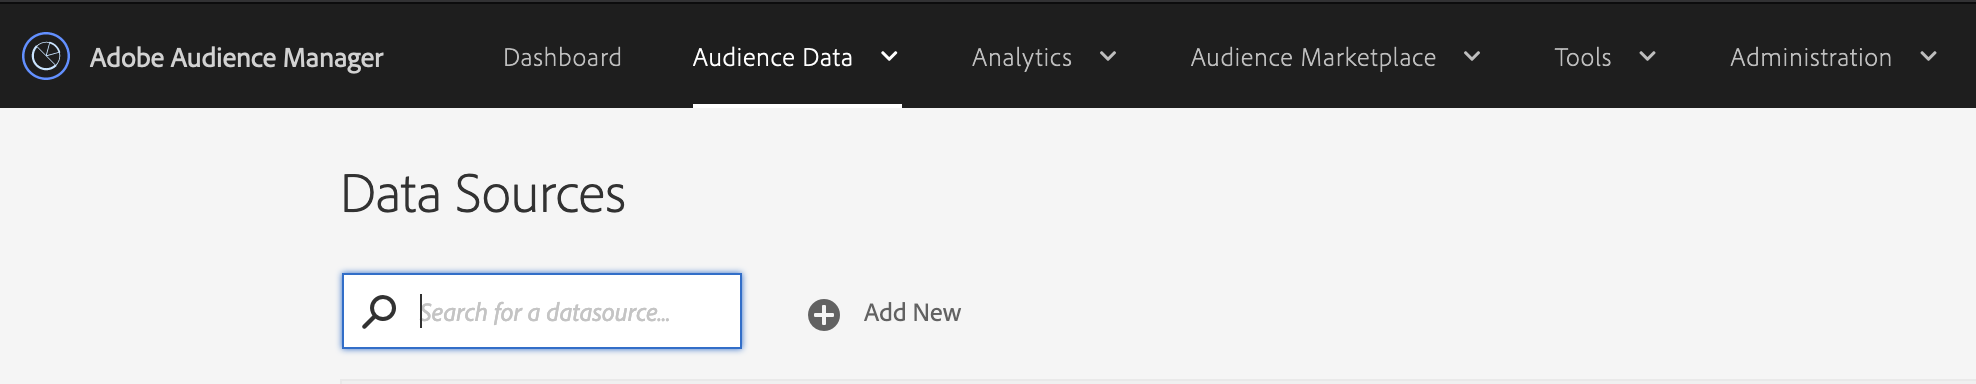 Adobe Audience Manager Dashboard Audience Data Analytics Audience Marketplace Tools Administration
Data Sources
Search for a datasource...
Add New